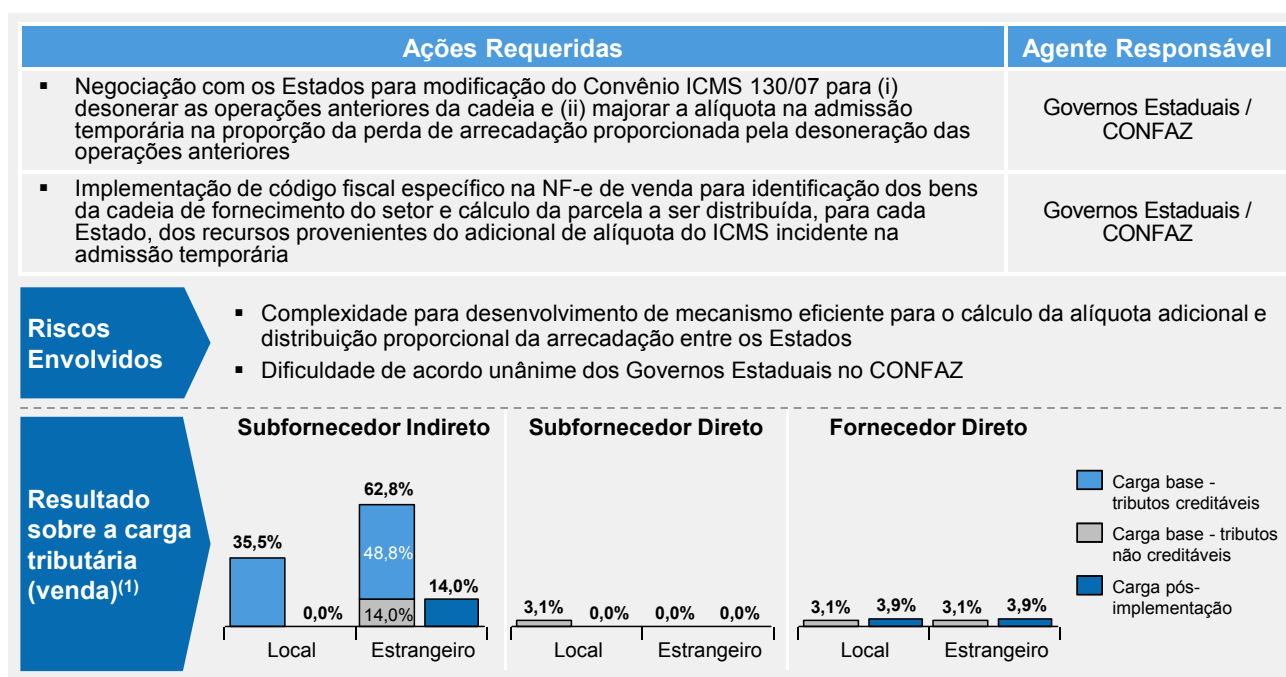 Ações Requeridas
Agente Responsável
▪ Negociação com os Estados para modificação do Convênio ICMS 130/07 para (i)
desonerar as operações anteriores da cadeia e (ii) majorar a alíquota na admissão
temporária na proporção da perda de arrecadação proporcionada pela desoneração das
operações anteriores
Governos Estaduais /
CONFAZ
▪ Implementação de código fiscal específico na NF-e de venda para identificação dos bens
da cadeia de fornecimento do setor e cálculo da parcela a ser distribuída, para cada
Estado, dos recursos provenientes do adicional de alíquota do ICMS incidente na
admissão temporária
Governos Estaduais /
CONFAZ
Riscos
Envolvidos
▪ Complexidade para desenvolvimento de mecanismo eficiente para o cálculo da alíquota adicional e
distribuição proporcional da arrecadação entre os Estados
▪ Dificuldade de acordo unânime dos Governos Estaduais no CONFAZ
Resultado
sobre a carga
tributária
(venda)(1)
Subfornecedor Indireto
35,5%
0,0%
62,8%
48,8%
14,0%
14,0%
Local
Estrangeiro
Subfornecedor Direto
3,1%
0,0%
0,0%
0,0%
Local
Estrangeiro
Fornecedor Direto
3,1%
3,9%
3,1%
3,9%
Local
Estrangeiro
Carga base -
tributos creditáveis
Carga base - tributos
não creditáveis
Carga pós-
implementação